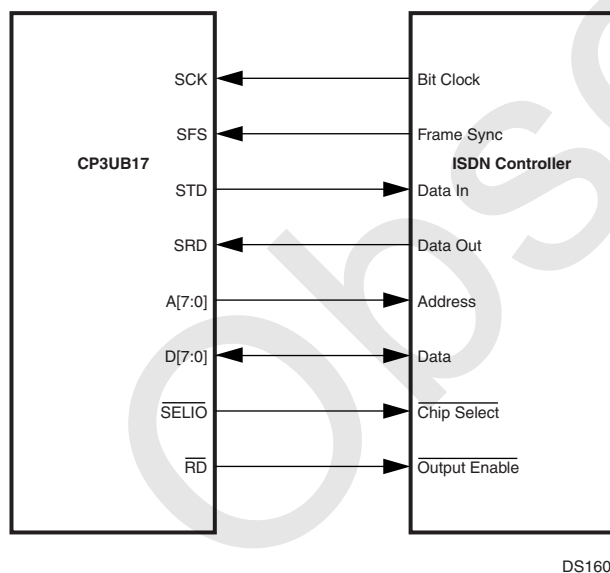 SCK Bit Clock
SFS Frame Sync
CP3UB17 ISDN Controller
STD Data In
SRD Data Out
A[7:0] Address
D[7:0] Data
SELIO Chip Select
RD Output Enable
DS160